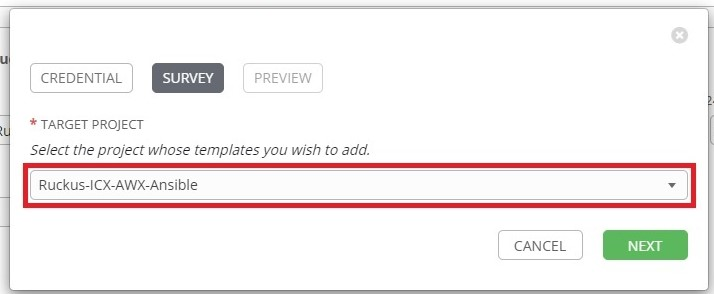 CREDENTIAL SURVEY PREVIEW
* TARGET PROJECT
Select the project whose templates you wish to add.
Ruckus-ICX-AWX-Ansible
CANCEL NEXT